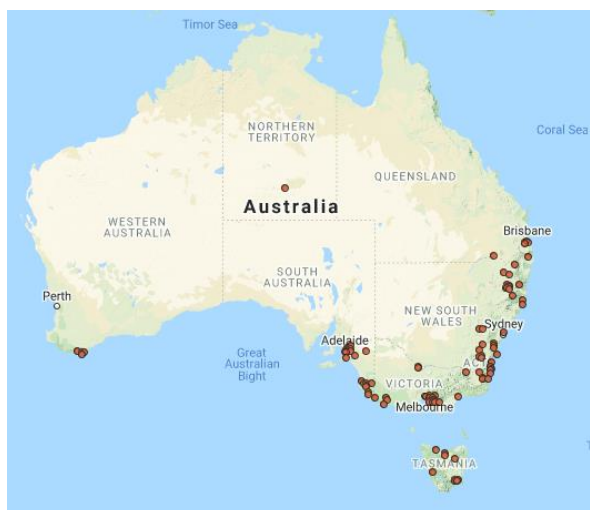 Timor Sea
Coral Sea
NORTHERN
TERRITORY
QUEENSLAND
Australia
WESTERN
AUSTRALIA
Brisbane
SOUTH
AUSTRALIA
Perth
NEW SOUTH
WALES
Sydney
Adelaide
Great
Australian
Bight
AC
VICTORIA
Melbourne
TASMANIA